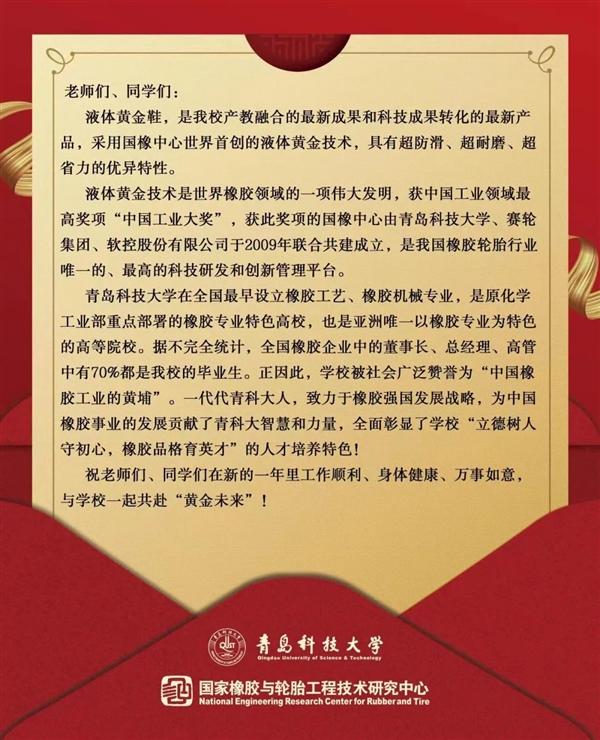 老师们、同学们：
液体黄金鞋，是我校产教融合的最新成果和科技成果转化的最新产
品，采用国橡中心世界首创的液体黄金技术，具有超防滑、超耐磨、超
省力的优异特性。
液体黄金技术是世界橡胶领域的一项伟大发明，获中国工业领域最
高奖项“中国工业大奖”，获此奖项的国橡中心由青岛科技大学、赛轮
集团、软控股份有限公司于2009年联合共建成立，是我国橡胶轮胎行业
唯一的、最高的科技研发和创新管理平台。
青岛科技大学在全国最早设立橡胶工艺、橡胶机械专业，是原化学
工业部重点部署的橡胶专业特色高校，也是亚洲唯一以橡胶专业为特色
的高等院校。据不完全统计，全国橡胶企业中的董事长、总经理、高管
中有70%都是我校的毕业生。正因此，学校被社会广泛赞誉为“中国橡
胶工业的黄埔”。一代代青科大人，致力于橡胶强国发展战略，为中国
橡胶事业的发展贡献了青科大智慧和力量，全面彰显了学校“立德树人
守初心，橡胶品格育英才”的人才培养特色！
祝老师们、同学们在新的一年里工作顺利、身体健康、万事如意，
与学校一起共赴“黄金未来”！
QUST
青岛科技大学
Qingdao University of Science & Technology
国家橡胶与轮胎工程技术研究中心
National Engineering Research Center for Rubber and Tire